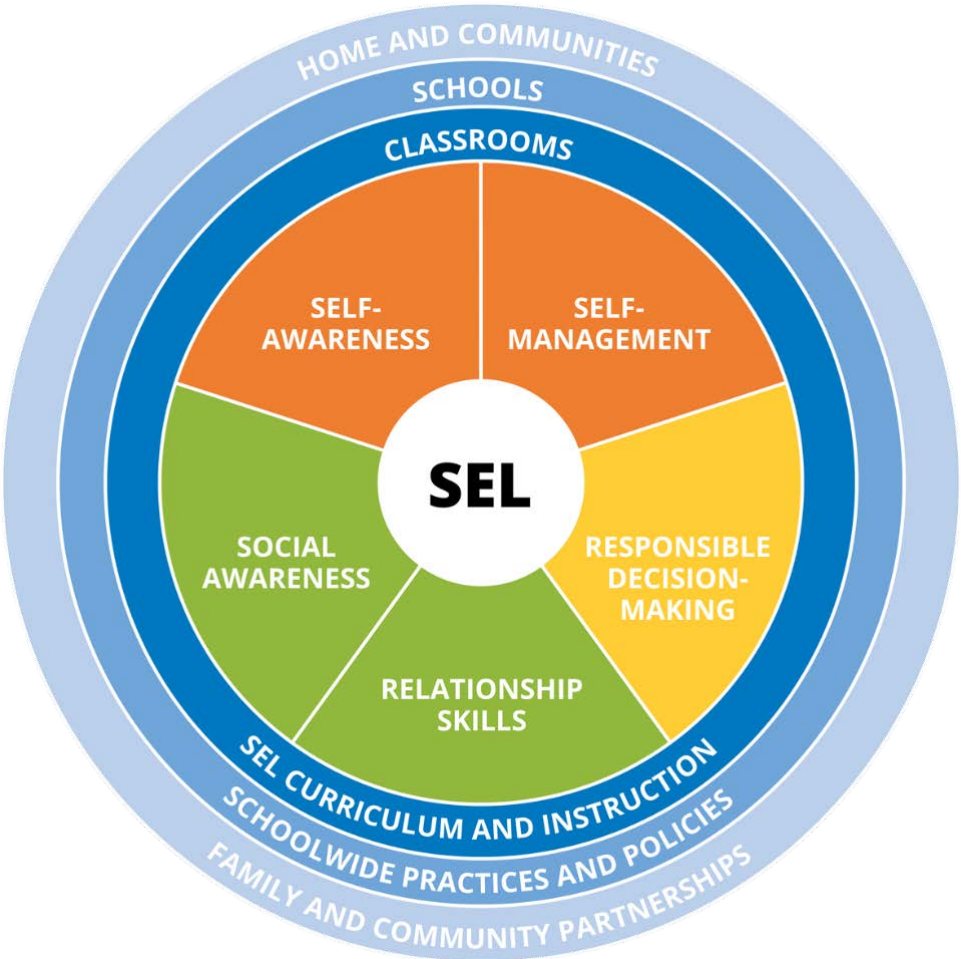 HOME AND COMMUNITIES
SCHOOLS
CLASSROOMS
SELF-
AWARENESS
SELF-
MANAGEMENT
SEL
SOCIAL
AWARENESS
RESPONSIBLE
DECISION-
MAKING
RELATIONSHIP
SKILLS
SEL CURRICULUM AND INSTRUCTION
SCHOOLWIDE PRACTICES AND POLICIES
FAMILY AND COMMUNITY PARTNERSHIPS